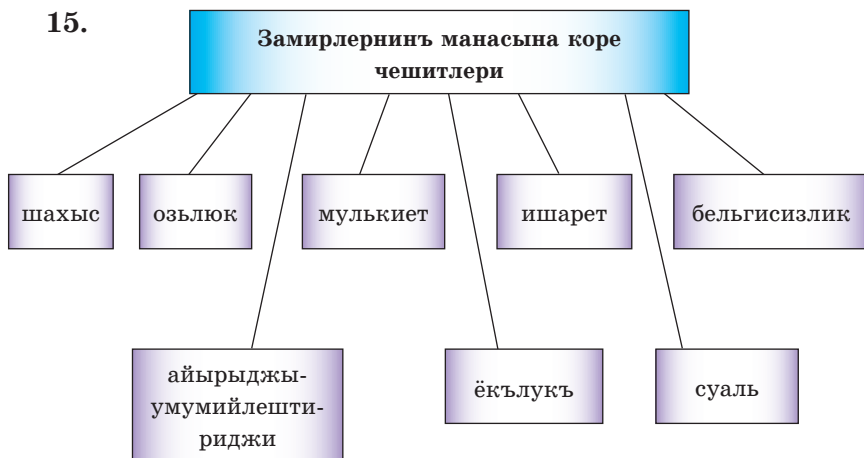 15.
Замирлернинъ манасына коре
чешитлери
шахыс
озьлюк
мулькиет
ишарет
бельгисизлик
айырыджы-
умумийлешти-
риджи
ёкълукъ
суаль